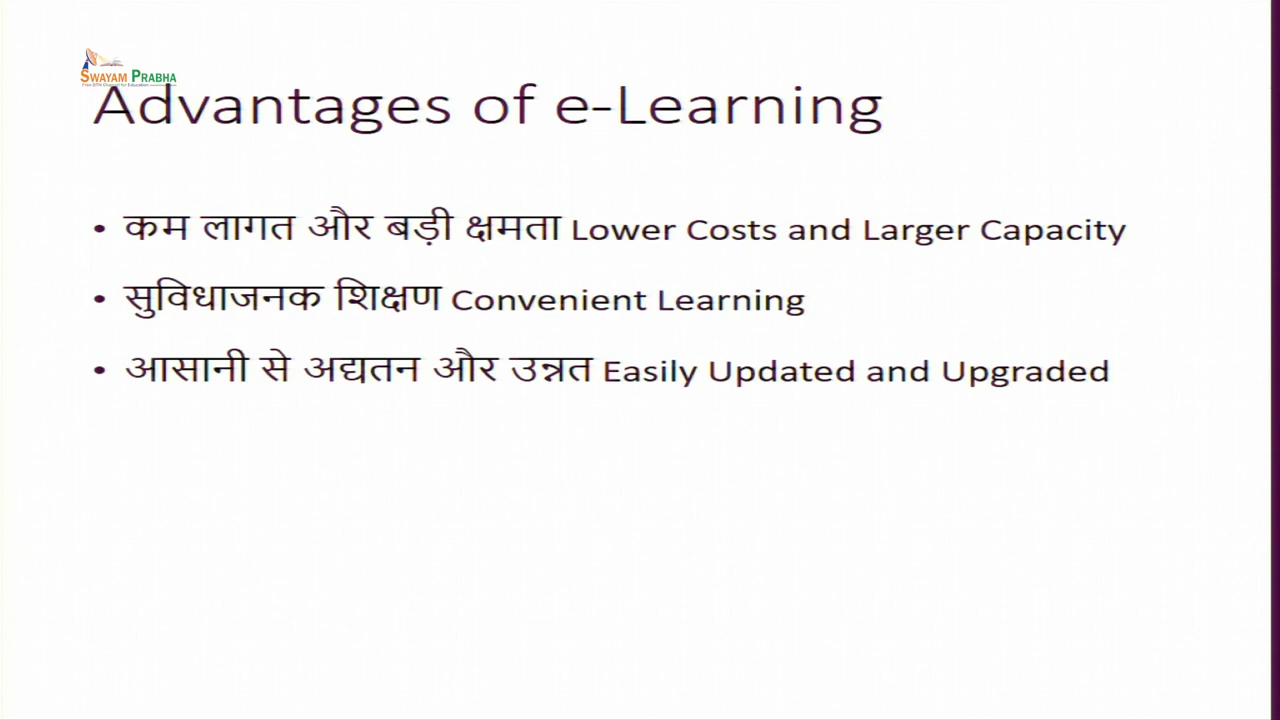 SWAYAM PRABHA
Advantages of e-Learning
• कम लागत और बड़ी क्षमता Lower Costs and Larger Capacity
• सुविधाजनक शिक्षण Convenient Learning
• आसानी से अद्यतन और उन्नत Easily Updated and Upgraded